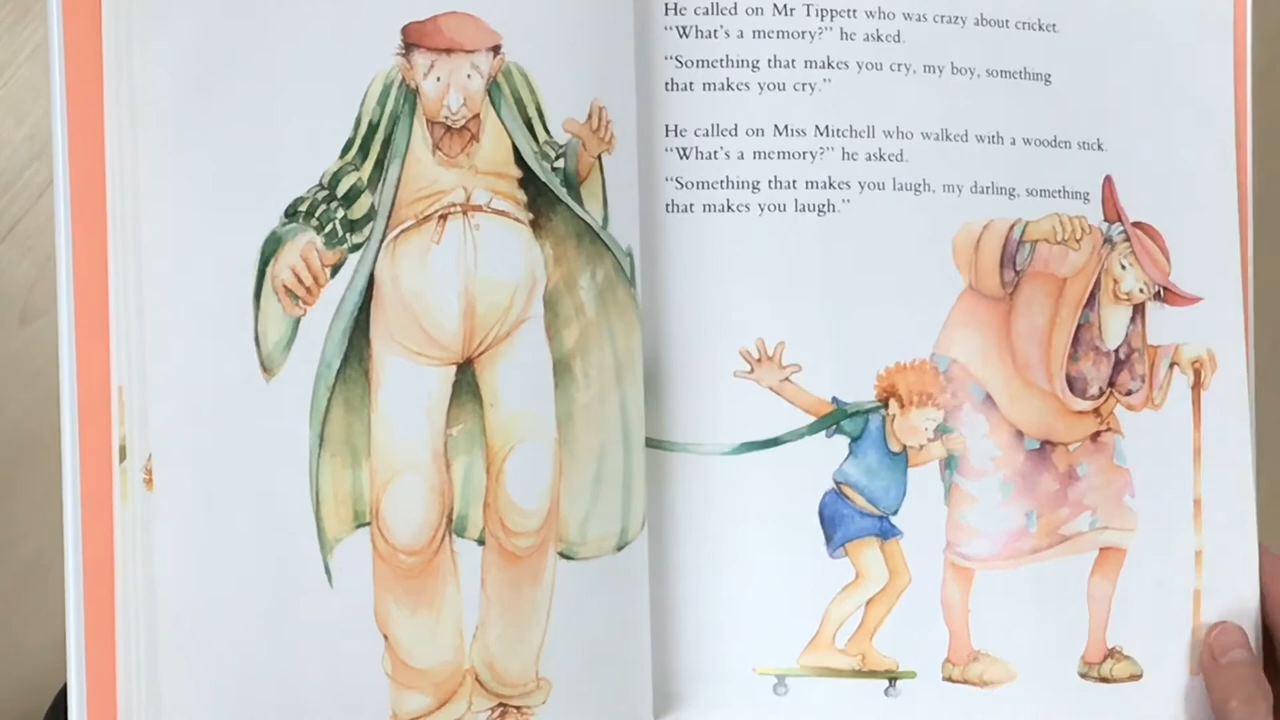 He called on Mr Tippett who was crazy about cricket.
“What’s a memory?” he asked.
“Something that makes you cry, my boy, something
that makes you cry.”
He called on Miss Mitchell who walked with a wooden stick.
“What’s a memory?” he asked.
“Something that makes you laugh, my darling, something
that makes you laugh.”